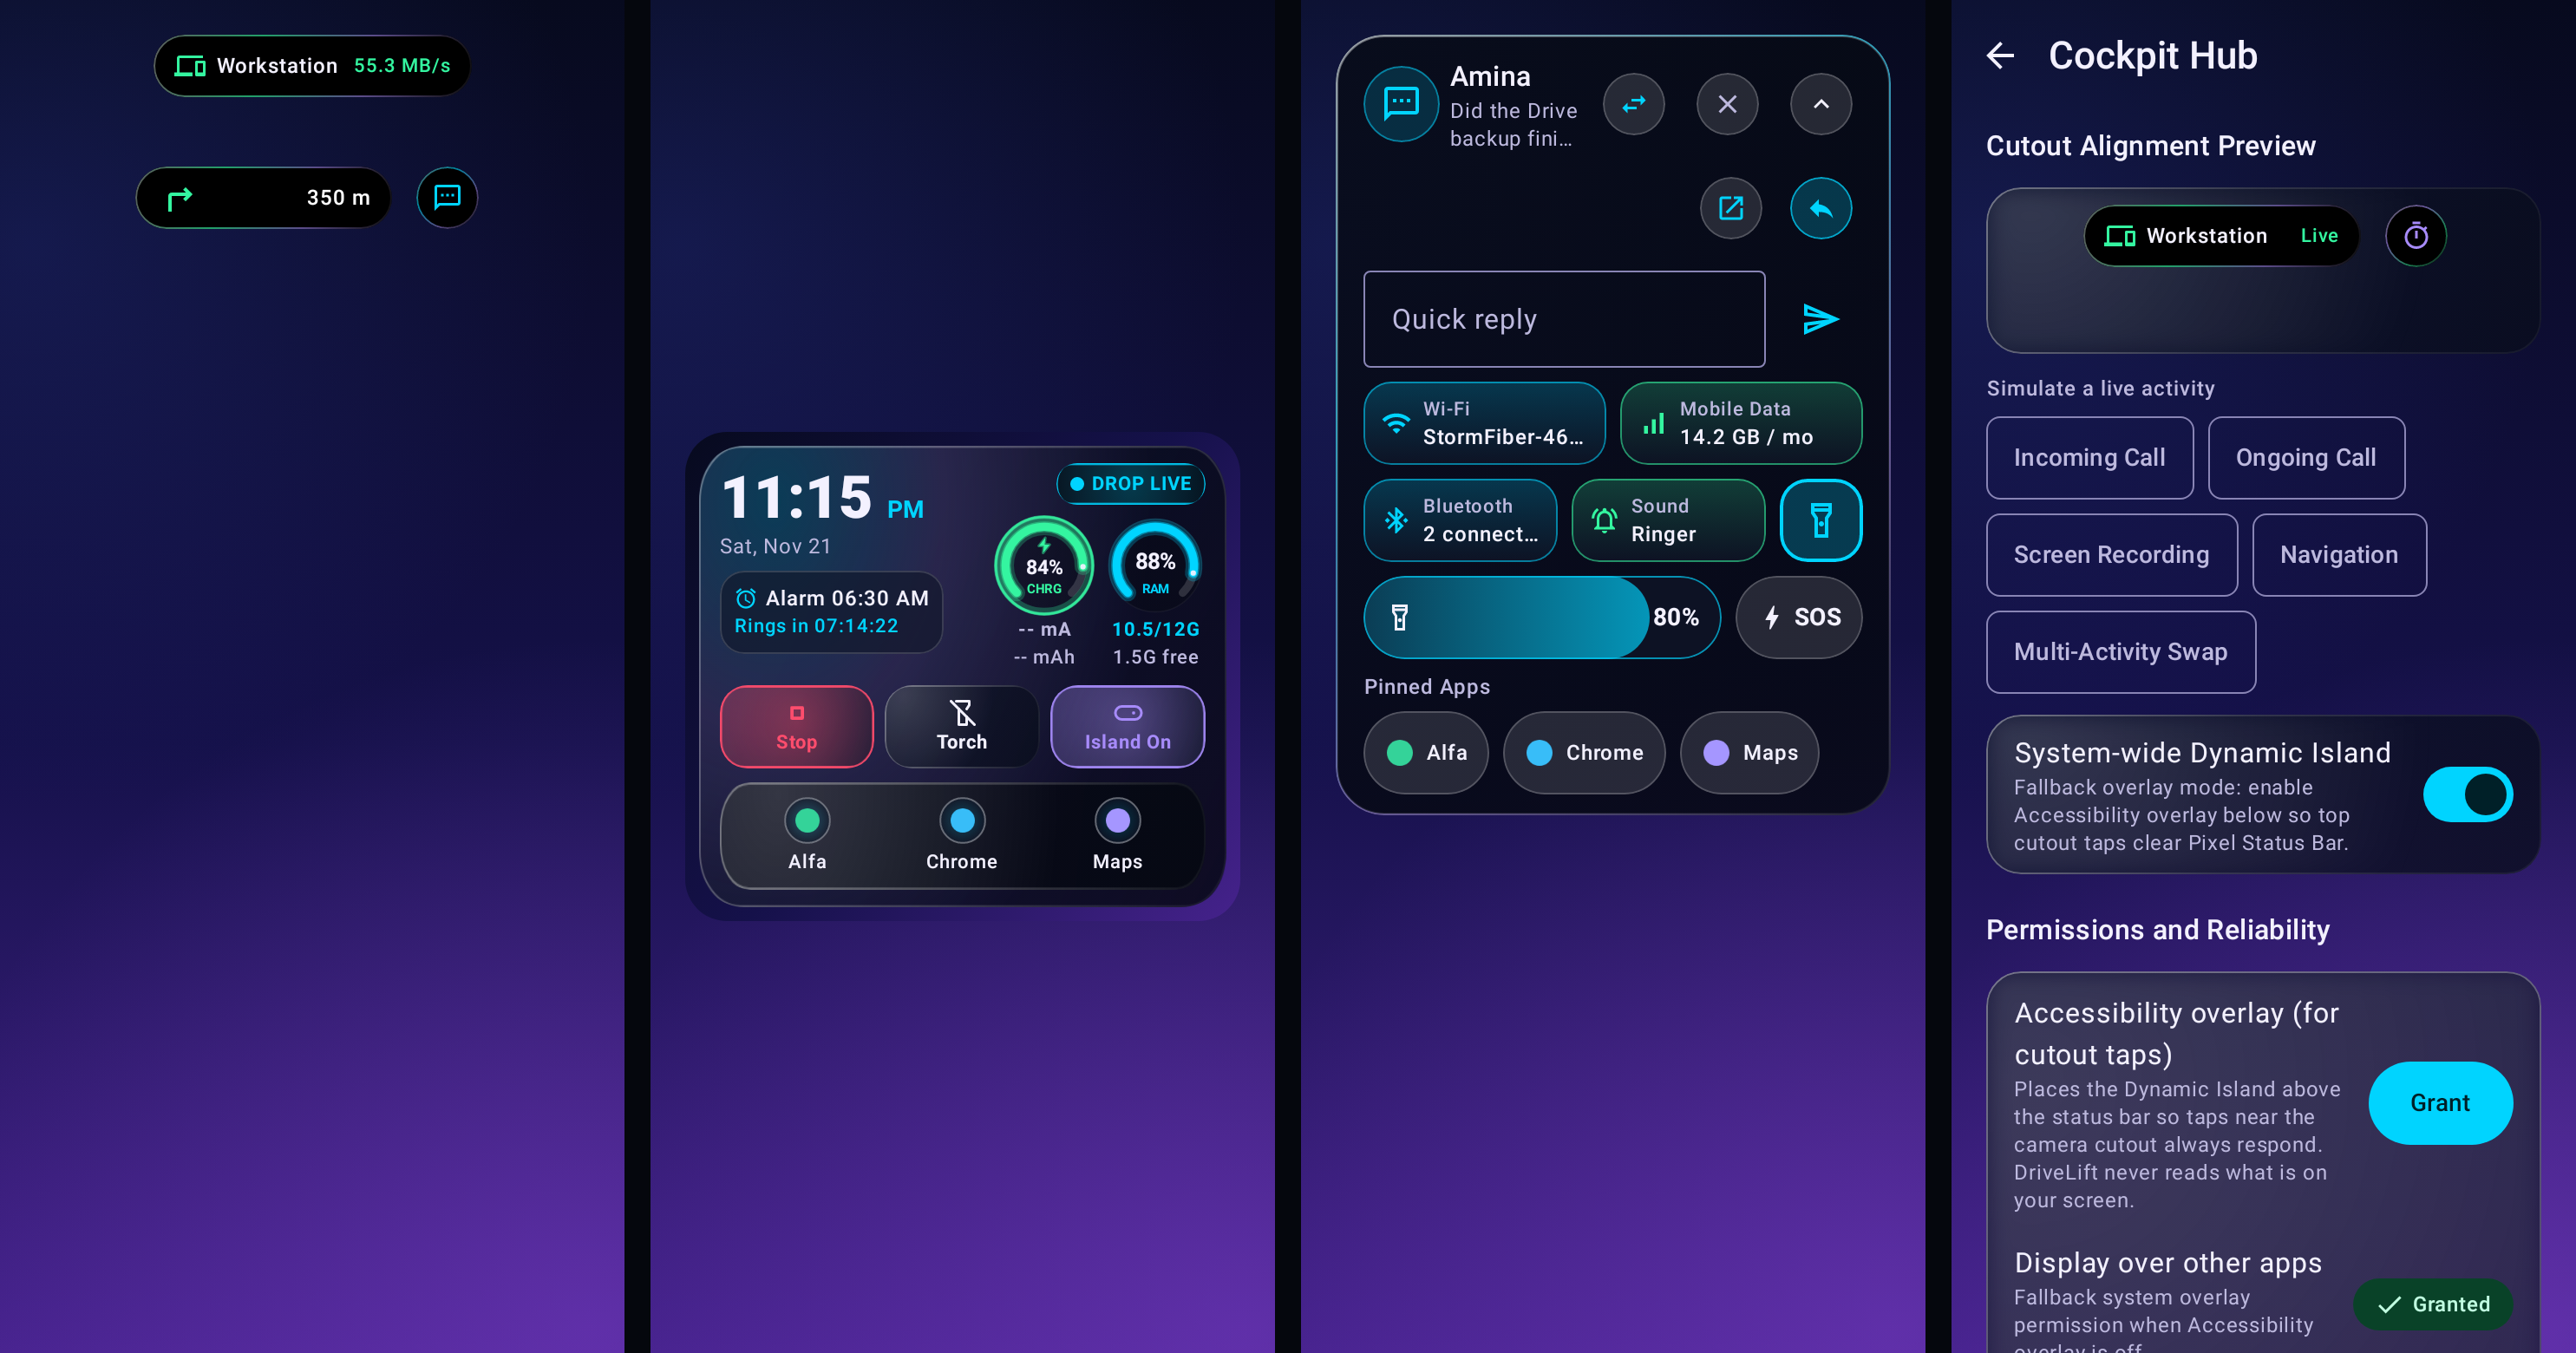 Workstation 55.3 MB/s
350 m
11:15 PM
DROP LIVE
Sat, Nov 21
84%
CHRG
88%
RAM
Alarm 06:30 AM
Rings in 07:14:22
-- mA
10.5/12G
-- mAh
1.5G free
Stop
Torch
Island On
Alfa
Chrome
Maps
Amina
Did the Drive
backup fini…
Quick reply
Wi-Fi
StormFiber-46…
Mobile Data
14.2 GB / mo
Bluetooth
2 connect…
Sound
Ringer
80%
SOS
Pinned Apps
Alfa
Chrome
Maps
Cockpit Hub
Cutout Alignment Preview
Workstation Live
Simulate a live activity
Incoming Call
Ongoing Call
Screen Recording
Navigation
Multi-Activity Swap
System-wide Dynamic Island
Fallback overlay mode: enable
Accessibility overlay below so top
cutout taps clear Pixel Status Bar.
Permissions and Reliability
Accessibility overlay (for
cutout taps)
Places the Dynamic Island above
the status bar so taps near the
camera cutout always respond.
DriveLift never reads what is on
your screen.
Grant
Display over other apps
Fallback system overlay
permission when Accessibility
overlay is off
Granted